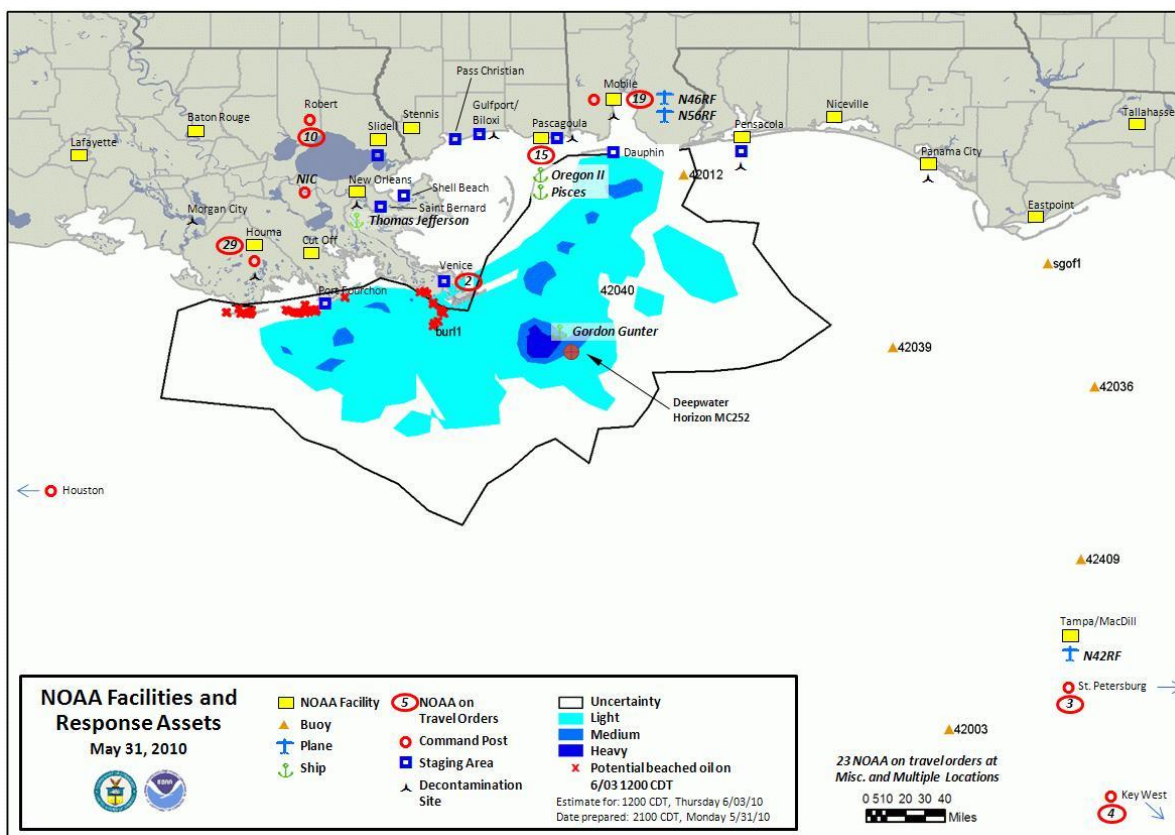 Pass Christian
Gulfport/
Biloxi
Mobile
19
N46RF
N56RF
Niceville
Tallahasse
Robert
10
Baton Rouge
Slidell
Stennis
Pascagoula
15
Pensacola
Lafayette
Dauphin
Panama City
NIC
New Orleans
Shell Beach
Oregon II
Pisces
42012
Morgan City
Saint Bernard
Thomas Jefferson
Eastpoint
29
Houma
Cut Off
Venice
2
sgof1
Port Fourchon
42040
burl1
Gordon Gunter
42039
42036
Deepwater
Horizon MC252
Houston
42409
Tampa/MacDill
N42RF
St. Petersburg
3
42003
23 NOAA on travel orders at
Misc. and Multiple Locations
0 510 20 30 40
Miles
Key West
4
NOAA Facilities and
Response Assets
May 31, 2010
NOAA Facility
Buoy
Plane
Ship
5 NOAA on
Travel Orders
Command Post
Staging Area
Decontamination
Site
Uncertainty
Light
Medium
Heavy
Potential beached oil on
6/03 1200 CDT
Estimate for: 1200 CDT, Thursday 6/03/10
Date prepared: 2100 CDT, Monday 5/31/10